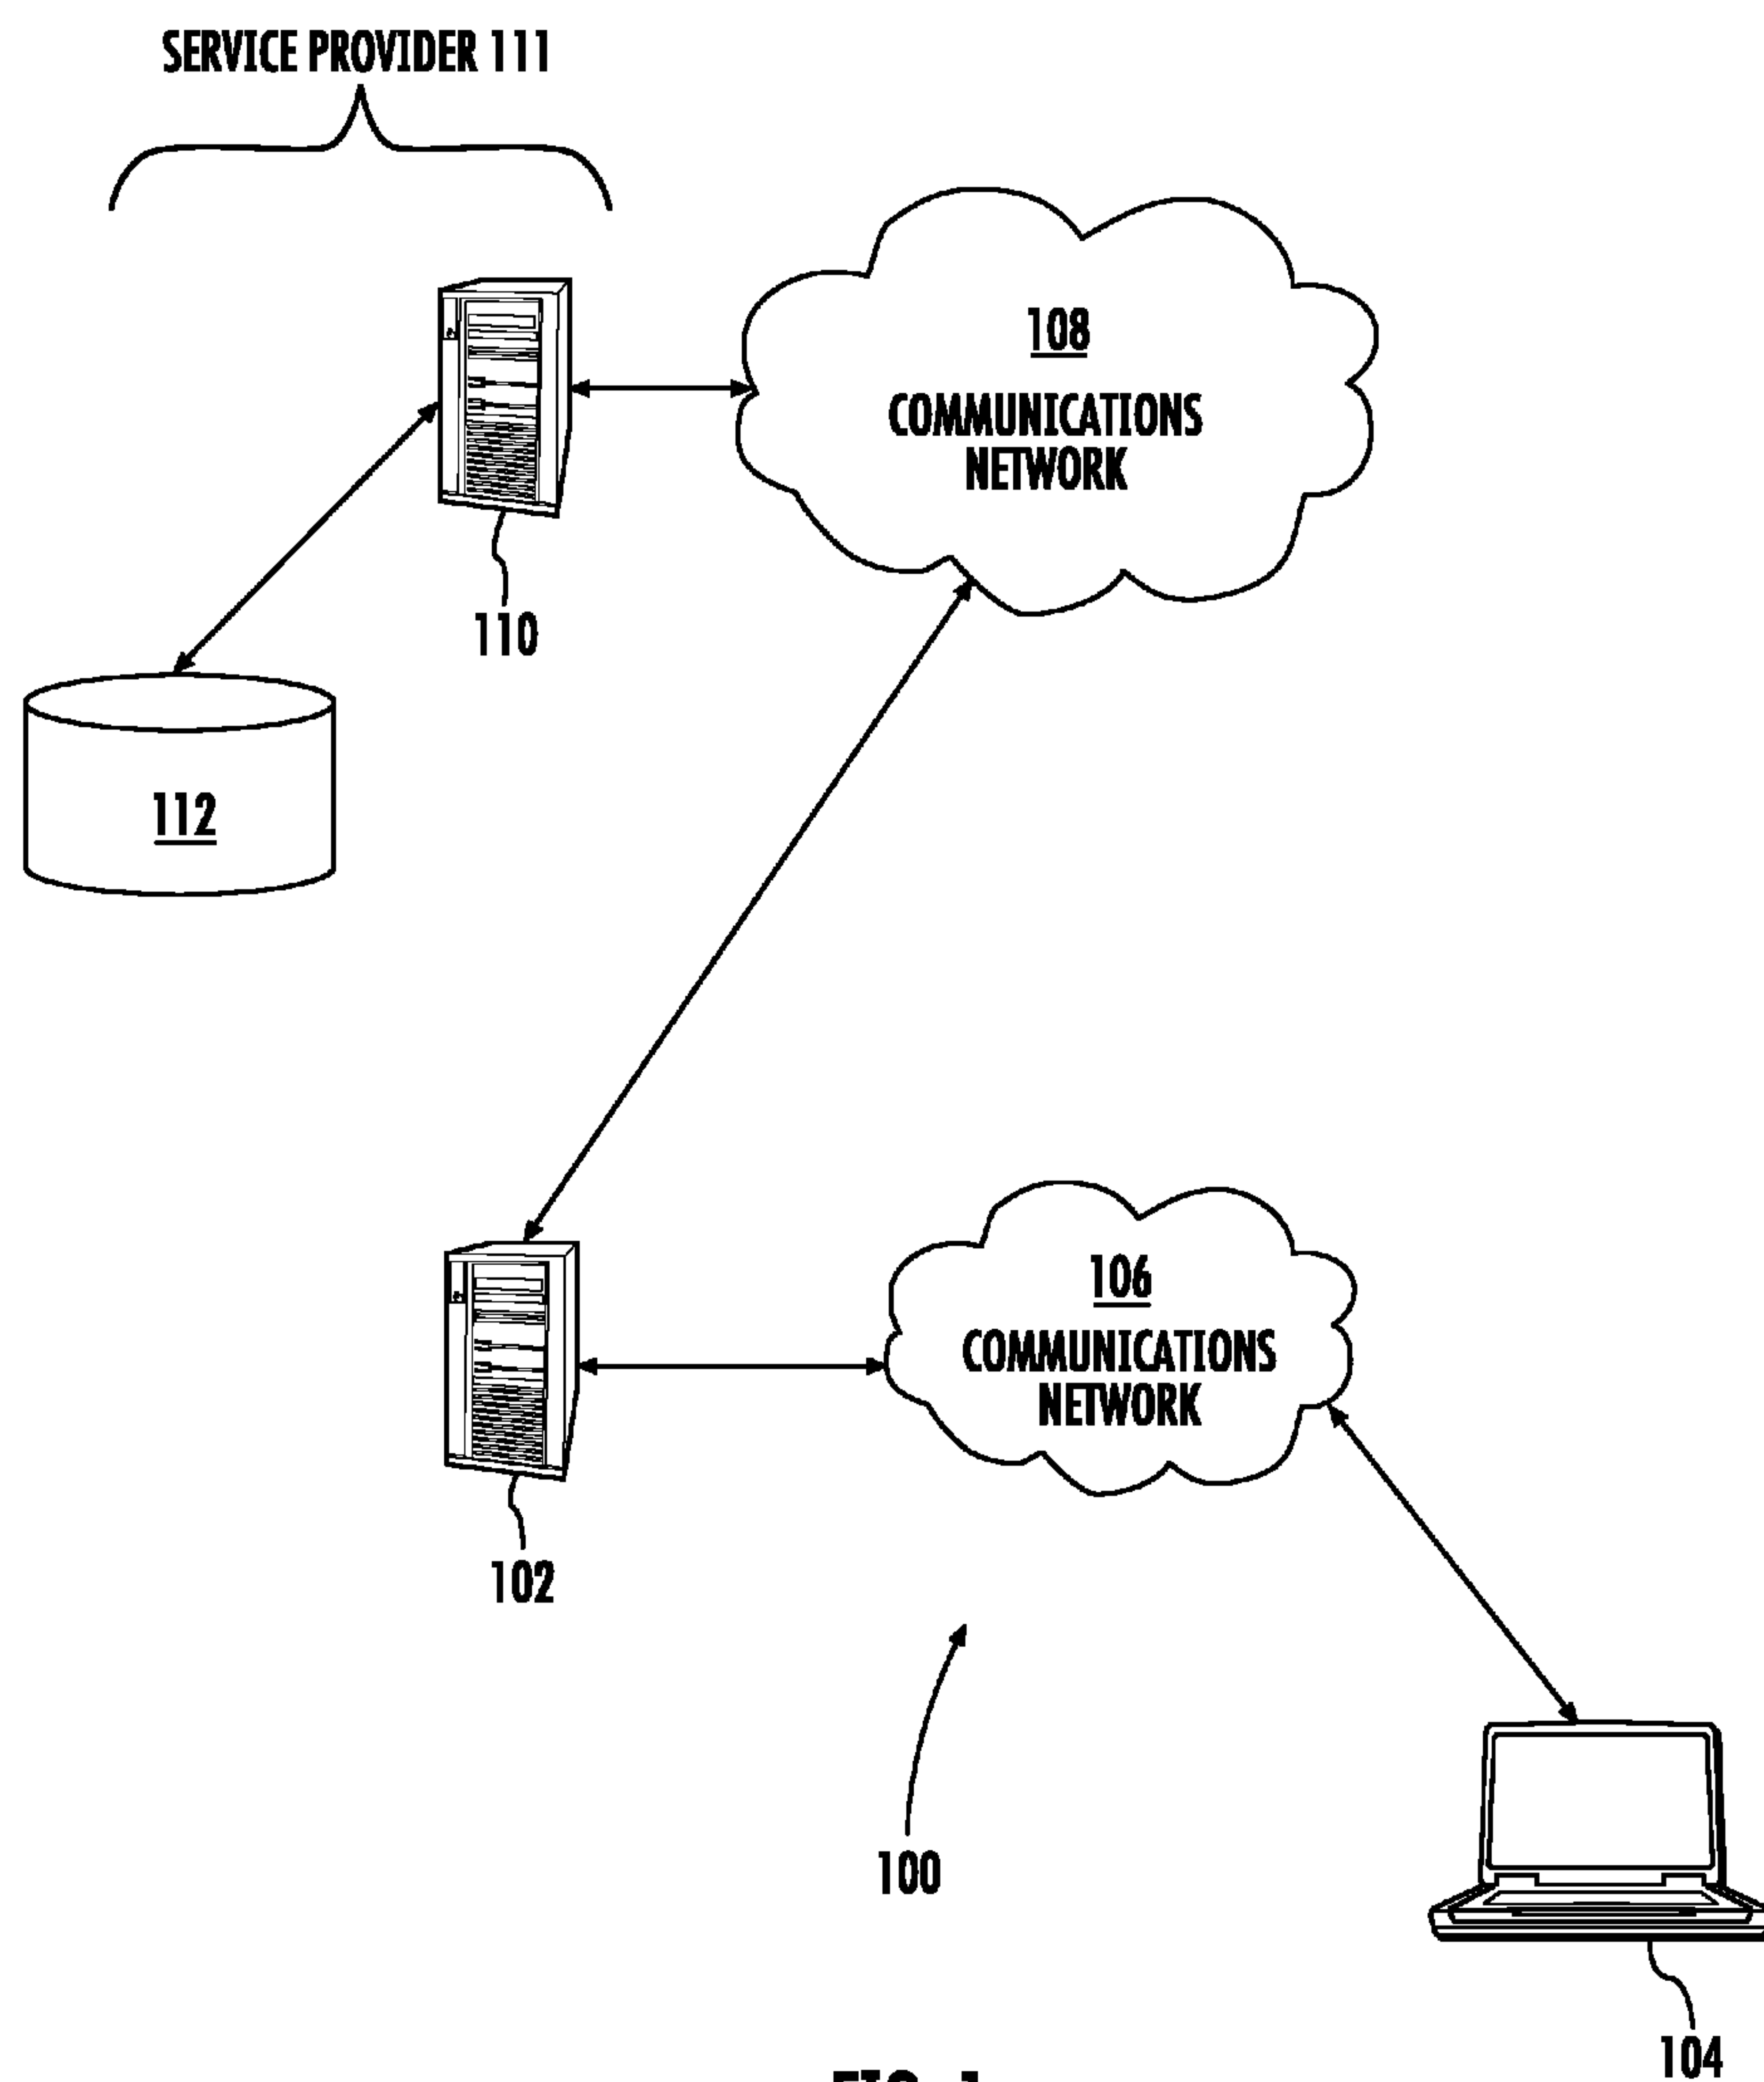 SERVICE PROVIDER 111
108
COMMUNICATIONS
NETWORK
110
112
106
COMMUNICATIONS
NETWORK
102
100
104